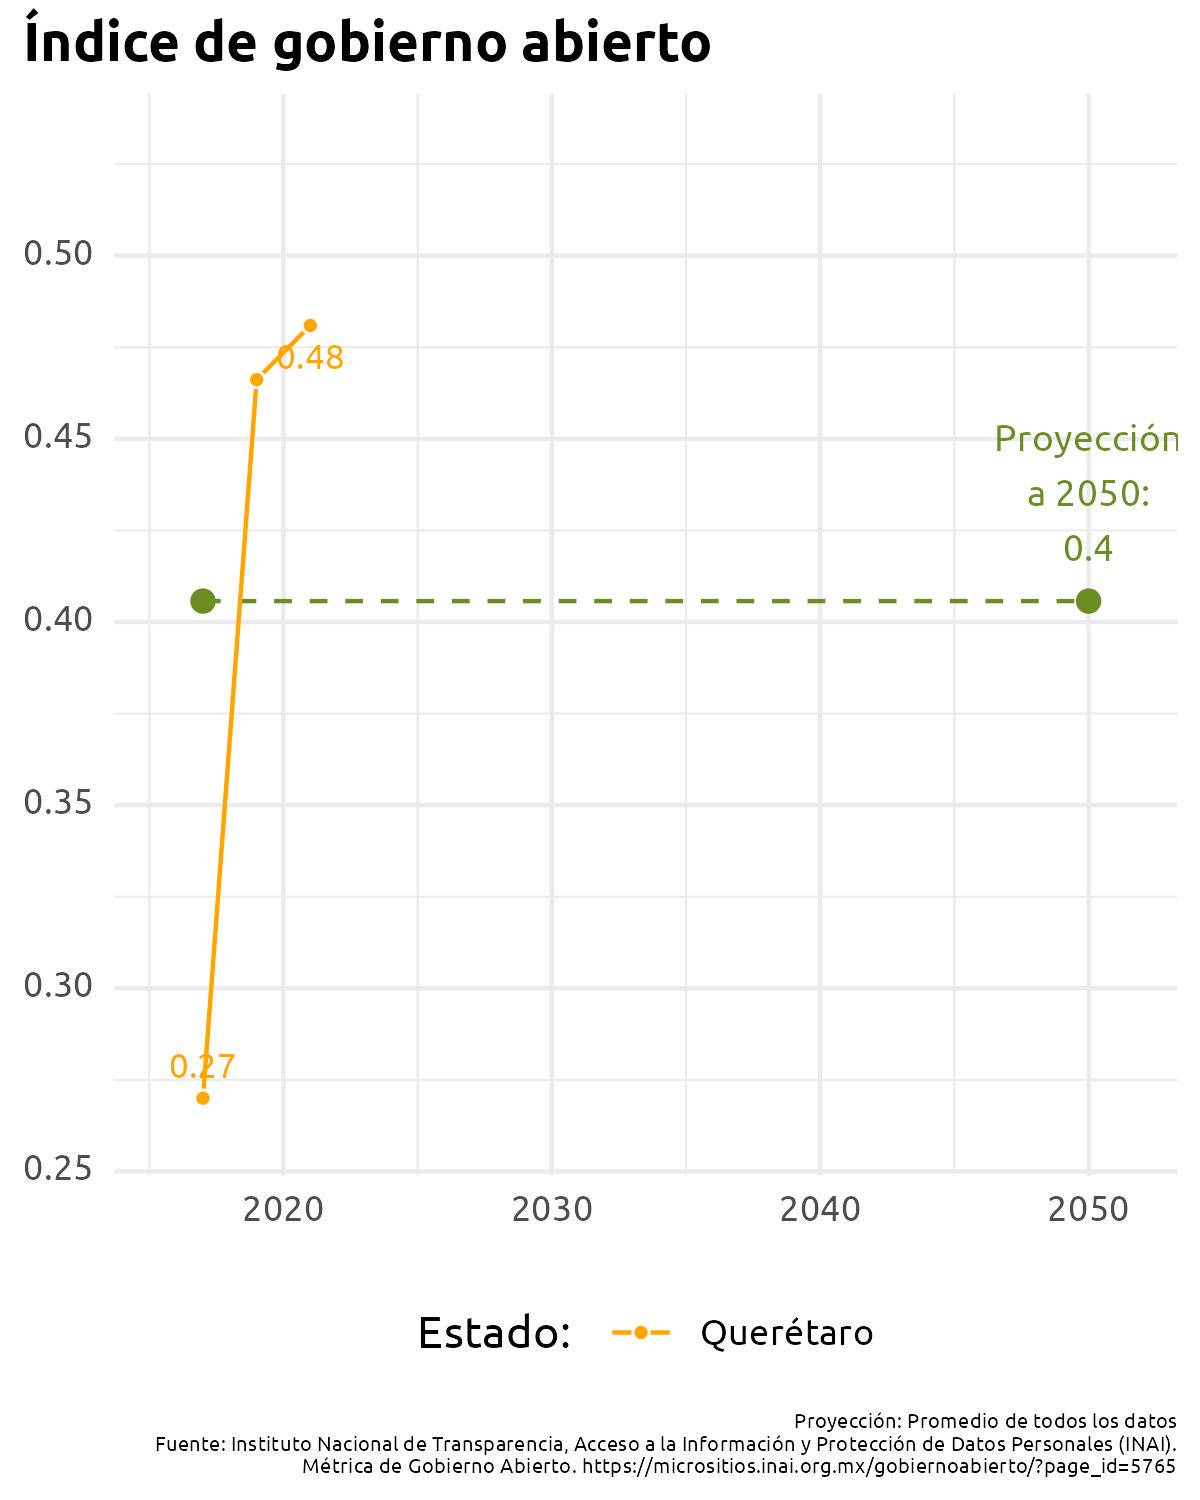 Índice de gobierno abierto
0.50
0.48
0.45
Proyección
a 2050:
0.4
0.40
0.35
0.30
0.27
0.25
2020 2030 2040 2050
Estado: Querétaro
Proyección: Promedio de todos los datos
Fuente: Instituto Nacional de Transparencia, Acceso a la Información y Protección de Datos Personales (INAI).
Métrica de Gobierno Abierto. https://micrositios.inai.org.mx/gobiernoabierto/?page_id=5765